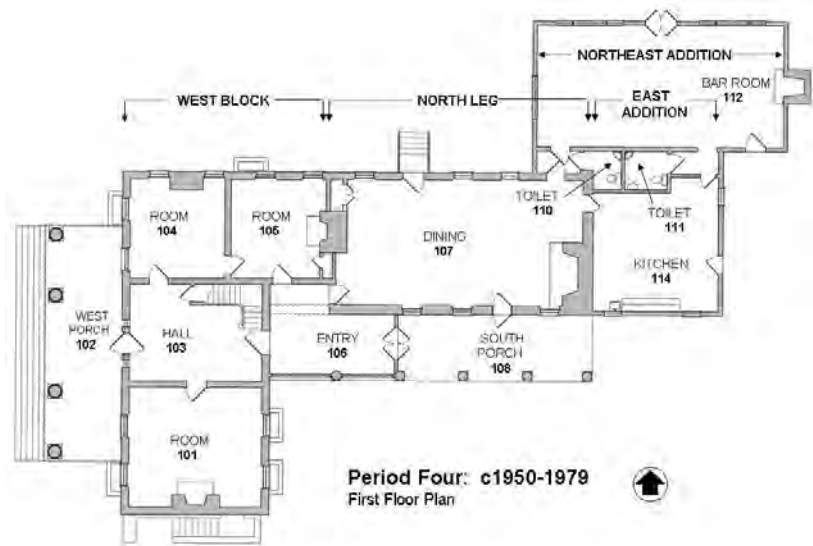 NORTHEAST ADDITION
BAR ROOM
112
WEST BLOCK
NORTH LEG
EAST
ADDITION
TOILET
110
TOILET
111
ROOM
104
ROOM
105
DINING
107
KITCHEN
114
WEST
PORCH
102
HALL
103
ENTRY
106
SOUTH
PORCH
108
ROOM
101
Period Four: c1950-1979
First Floor Plan